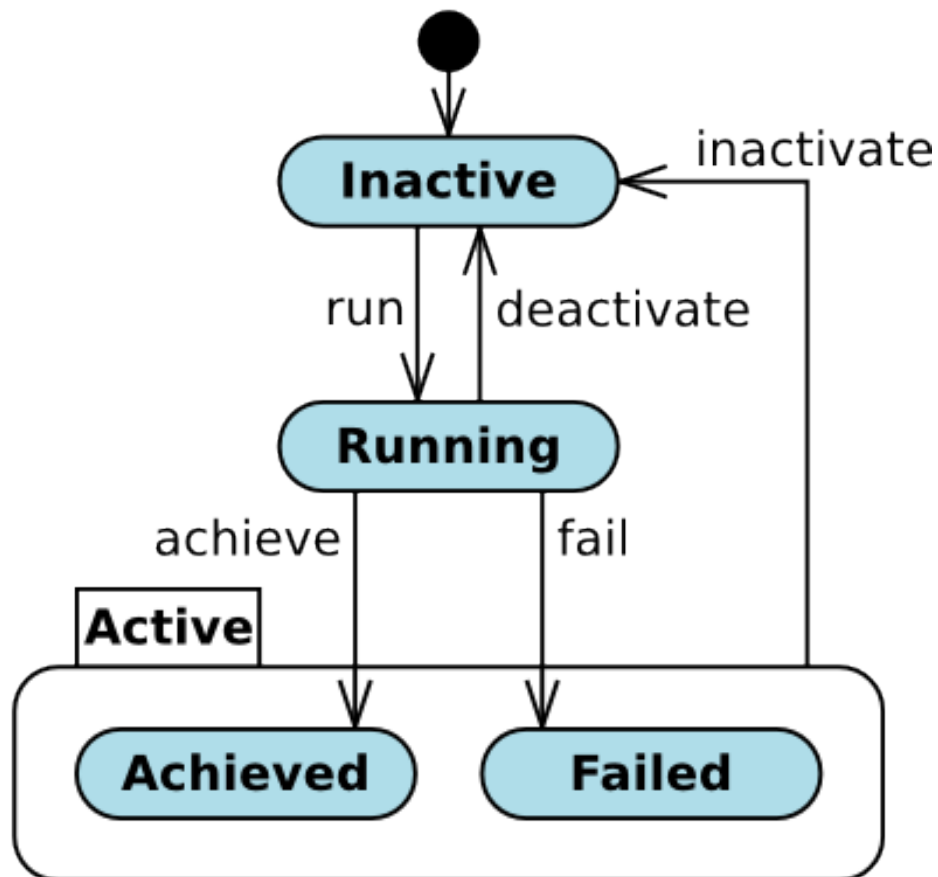 Inactive
inactivate
run
deactivate
Running
achieve
fail
Active
Achieved
Failed